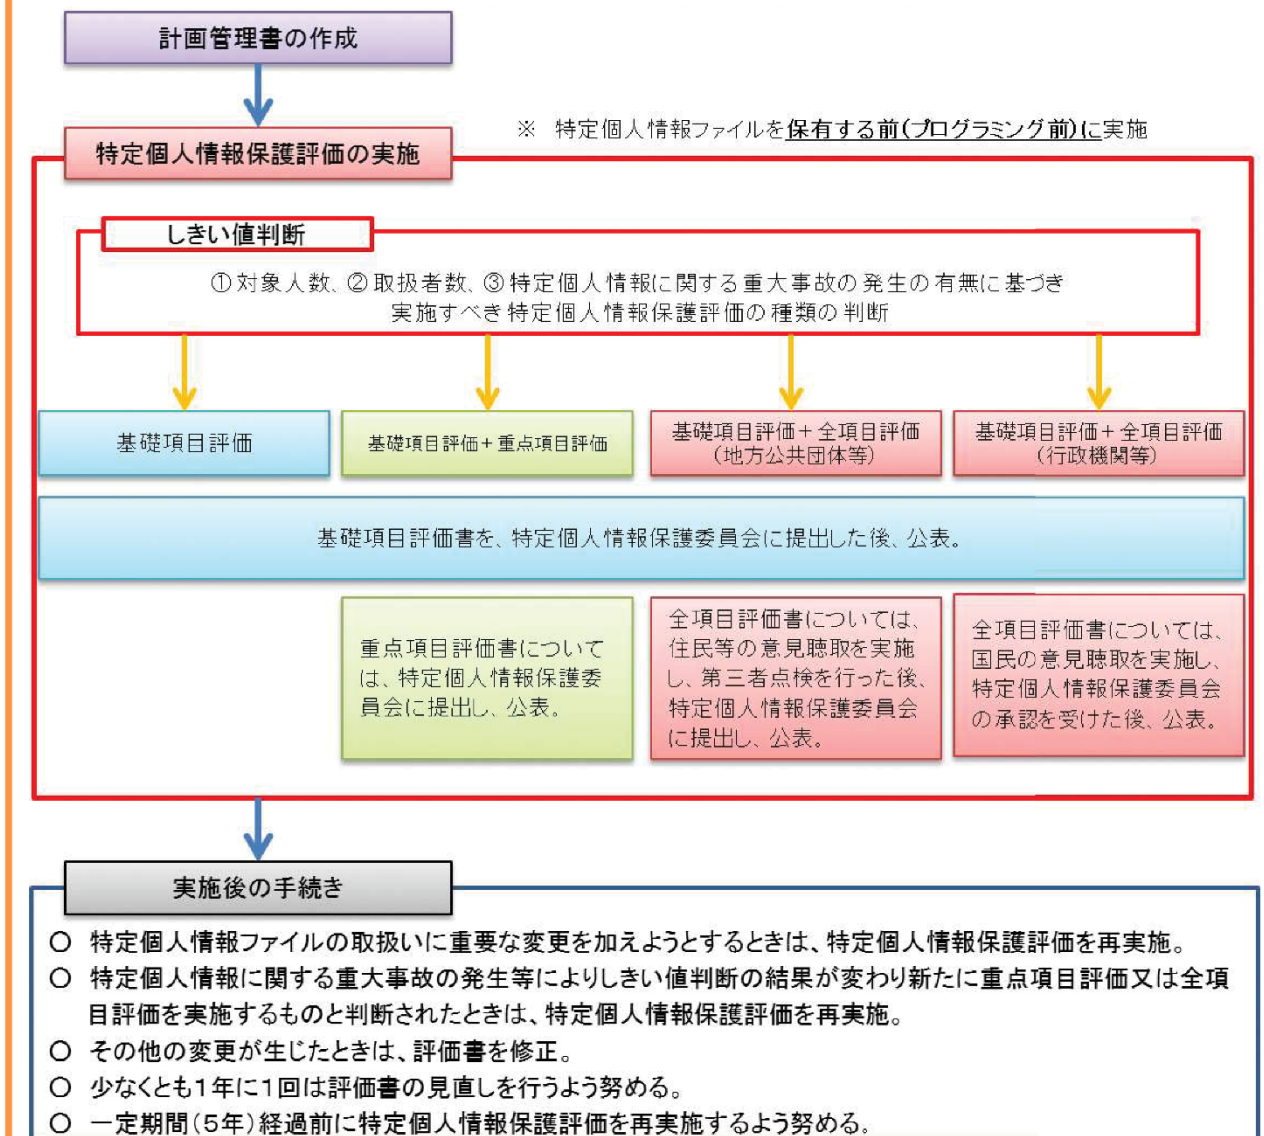 計画管理書の作成
※ 特定個人情報ファイルを保有する前(プログラミング前)に実施
特定個人情報保護評価の実施
しきい値判断
①対象人数、②取扱者数、③特定個人情報に関する重大事故の発生の有無に基づき
実施すべき特定個人情報保護評価の種類の判断
基礎項目評価
基礎項目評価+重点項目評価
基礎項目評価+全項目評価
(地方公共団体等)
基礎項目評価+全項目評価
(行政機関等)
基礎項目評価書を、特定個人情報保護委員会に提出した後、公表。
重点項目評価書について
は、特定個人情報保護委
員会に提出し、公表。
全項目評価書については、
住民等の意見聴取を実施
し、第三者点検を行った後、
特定個人情報保護委員会
に提出し、公表。
全項目評価書については、
国民の意見聴取を実施し、
特定個人情報保護委員会
の承認を受けた後、公表。
実施後の手続き
○ 特定個人情報ファイルの取扱いに重要な変更を加えようとするときは、特定個人情報保護評価を再実施。
○ 特定個人情報に関する重大事故の発生等によりしきい値判断の結果が変わり新たに重点項目評価又は全項
目評価を実施するものと判断されたときは、特定個人情報保護評価を再実施。
○ その他の変更が生じたときは、評価書を修正。
○ 少なくとも1年に1回は評価書の見直しを行うよう努める。
○ 一定期間(5年)経過前に特定個人情報保護評価を再実施するよう努める。